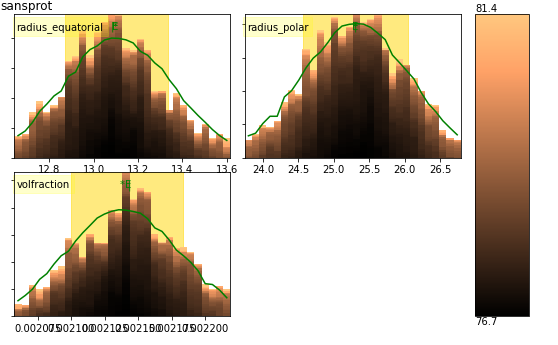 sansprot
81.4
radius_equatorial E
radius_polar E
12.8 13.0 13.2 13.4 13.6
24.0 24.5 25.0 25.5 26.0 26.5
volfraction *E
0.002075 0.002100 0.002125 0.002150 0.002175 0.002200
76.7